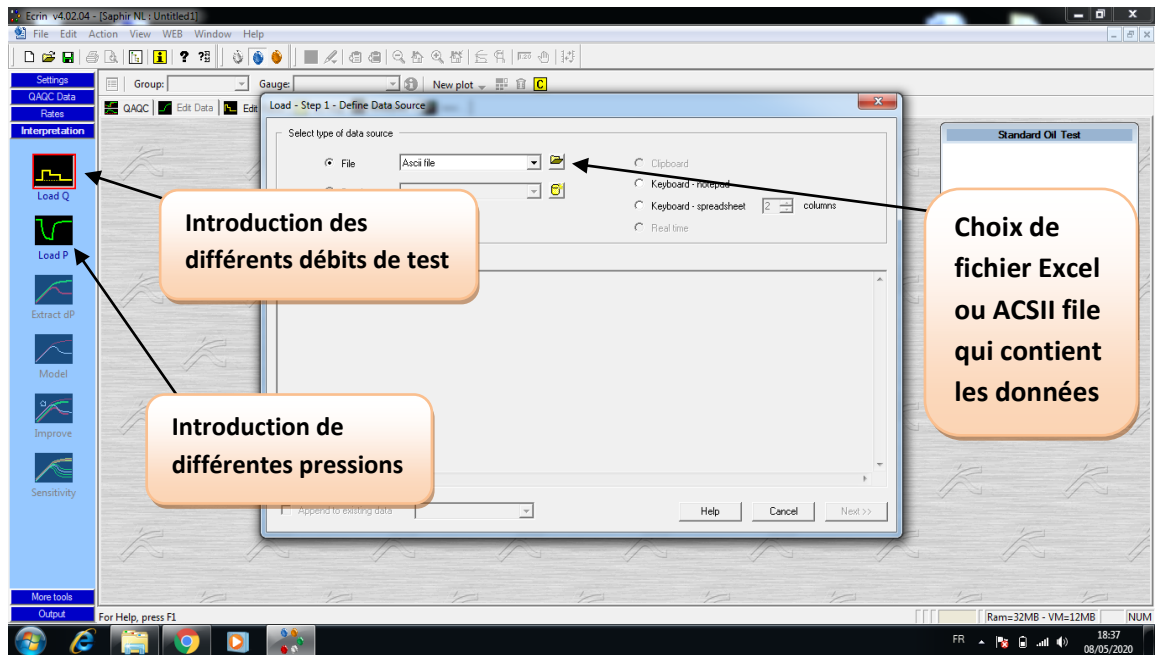 Ecrin v4.02.04 - [Saphir NL : Untitled1]
File Edit Action View WEB Window Help
Settings
QAQC Data
Rates
Interpretation
Group:
Gauge:
New plot
C
QAQC
Edit Data
Edit
Load Q
Load P
Extract dP
Model
Improve
Sensitivity
More tools
Output
Load - Step 1 - Define Data Source
Select type of data source
File
Ascii file
Clipboard
Keyboard - notepad
Keyboard - spreadsheet 2 columns
Real time
Append to existing data
Help
Cancel
Next >>
Standard Oil Test
Introduction des
différents débits de test
Introduction de
différentes pressions
Choix de
fichier Excel
ou ACSII file
qui contient
les données
For Help, press F1
Ram=32MB - VM=12MB
NUM
FR
18:37
08/05/2020